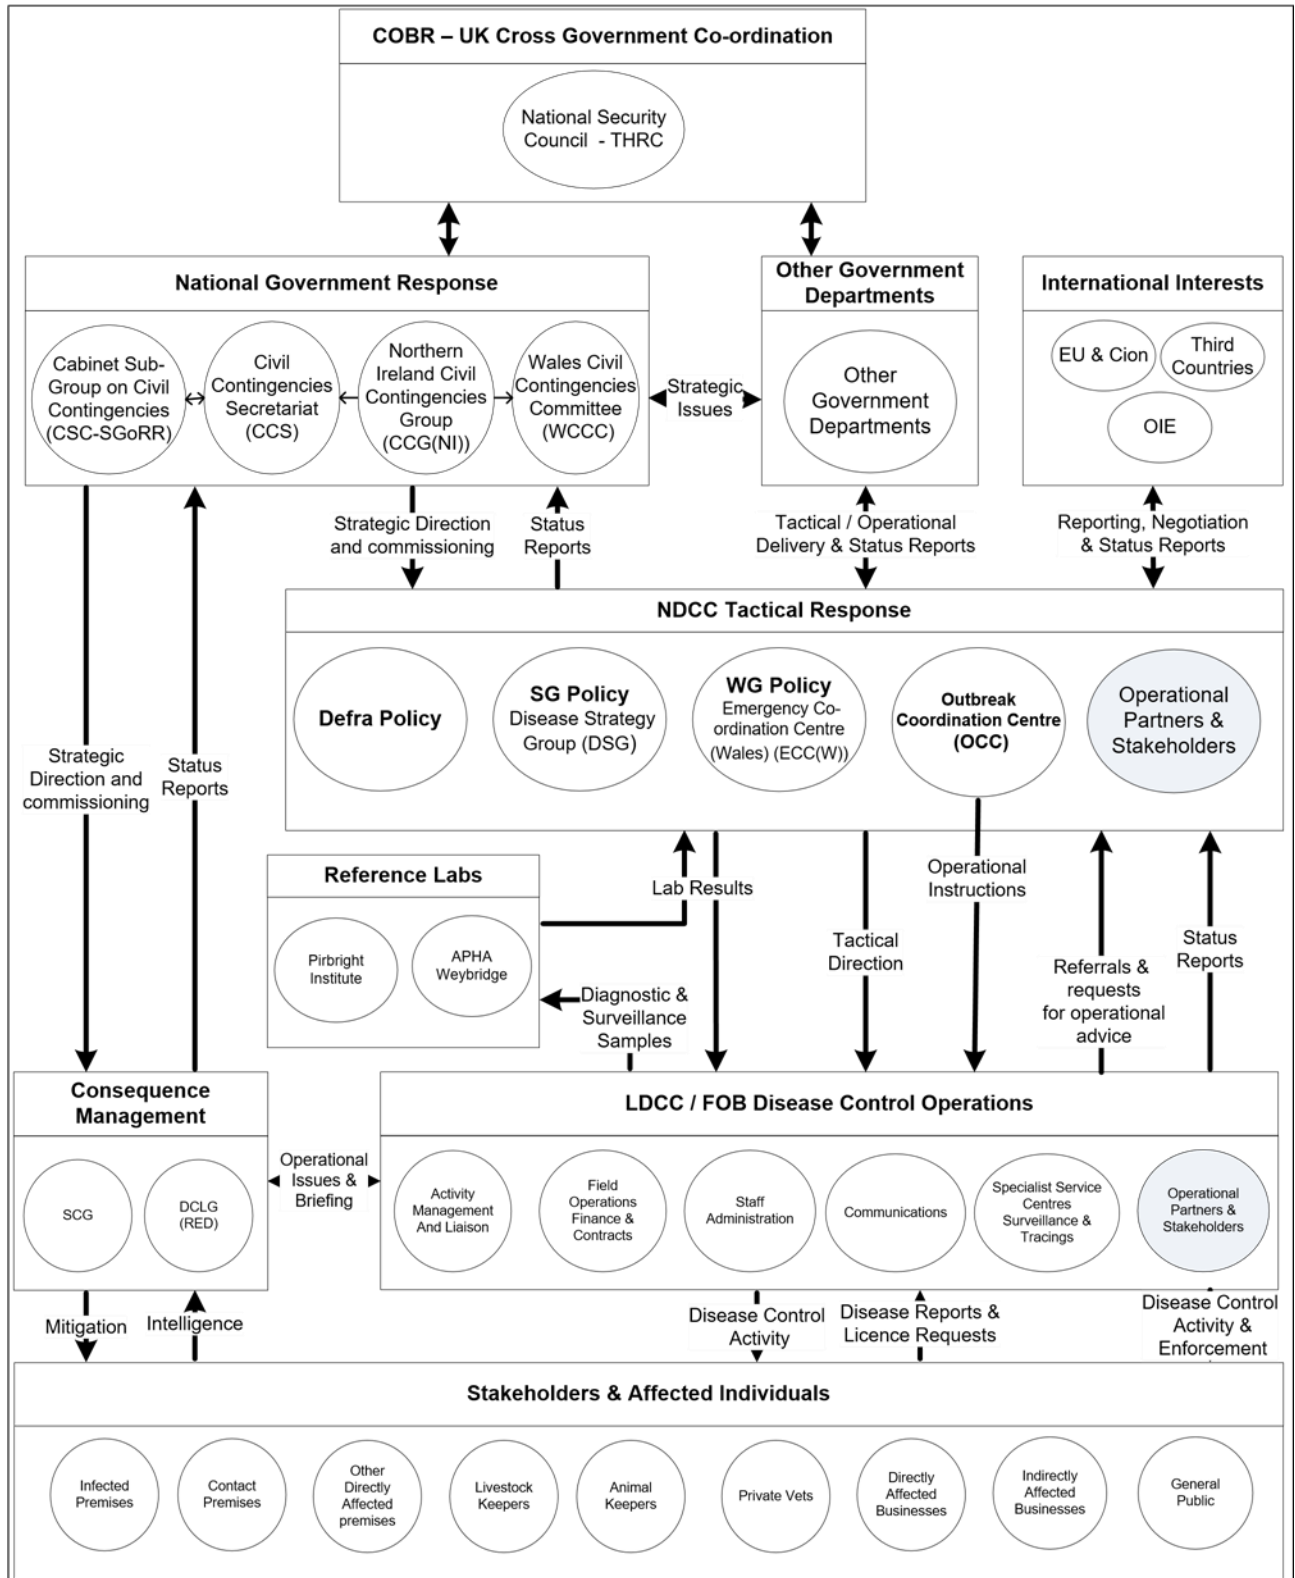 COBR – UK Cross Government Co-ordination
National Security
Council - THRC
National Government Response
Cabinet Sub-
Group on Civil
Contingencies
(CSC-SGoRR)
Civil
Contingencies
Secretariat
(CCS)
Northern
Ireland Civil
Contingencies
Group
(CCG(NI))
Wales Civil
Contingencies
Committee
(WCCC)
Strategic
Issues
Other Government
Departments
Other
Government
Departments
International Interests
EU & Cion
Third
Countries
OIE
Strategic Direction
and commissioning
Status
Reports
Tactical / Operational
Delivery & Status Reports
Reporting, Negotiation
& Status Reports
NDCC Tactical Response
Defra Policy
SG Policy
Disease Strategy
Group (DSG)
WG Policy
Emergency Co-
ordination Centre
(Wales) (ECC(W))
Outbreak
Coordination Centre
(OCC)
Operational
Partners &
Stakeholders
Strategic
Direction and
commissioning
Status
Reports
Reference Labs
Pirbright
Institute
APHA
Weybridge
Lab Results
Diagnostic &
Surveillance
Samples
Tactical
Direction
Operational
Instructions
Referrals &
requests
for operational
advice
Status
Reports
Consequence
Management
SCG
DCLG
(RED)
Operational
Issues &
Briefing
LDCC / FOB Disease Control Operations
Activity
Management
And Liaison
Field
Operations
Finance &
Contracts
Staff
Administration
Communications
Specialist Service
Centres
Surveillance &
Tracings
Operational
Partners &
Stakeholders
Mitigation
Intelligence
Disease Control
Activity
Disease Reports &
Licence Requests
Disease Control
Activity &
Enforcement
Stakeholders & Affected Individuals
Infected
Premises
Contact
Premises
Other
Directly
Affected
premises
Livestock
Keepers
Animal
Keepers
Private Vets
Directly
Affected
Businesses
Indirectly
Affected
Businesses
General
Public